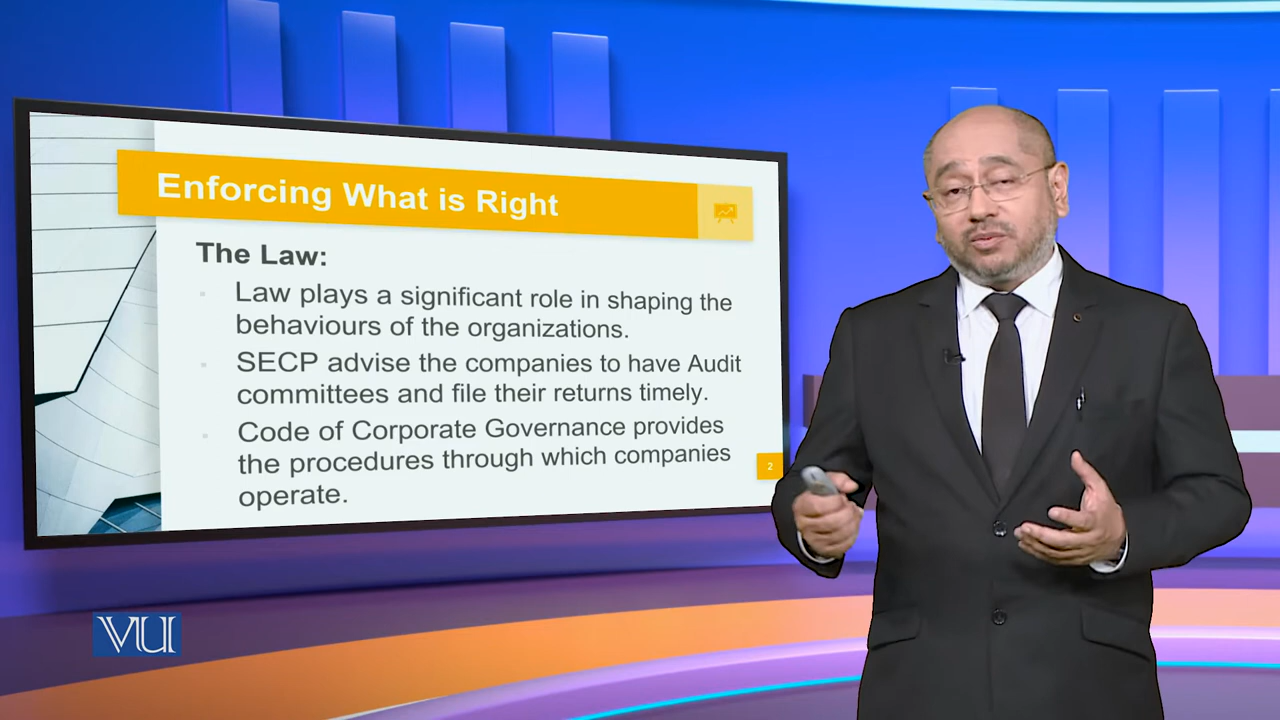 Enforcing What is Right
The Law:
Law plays a significant role in shaping the
behaviours of the organizations.
SECP advise the companies to have Audit
committees and file their returns timely.
Code of Corporate Governance provides
the procedures through which companies
operate.
2
VU